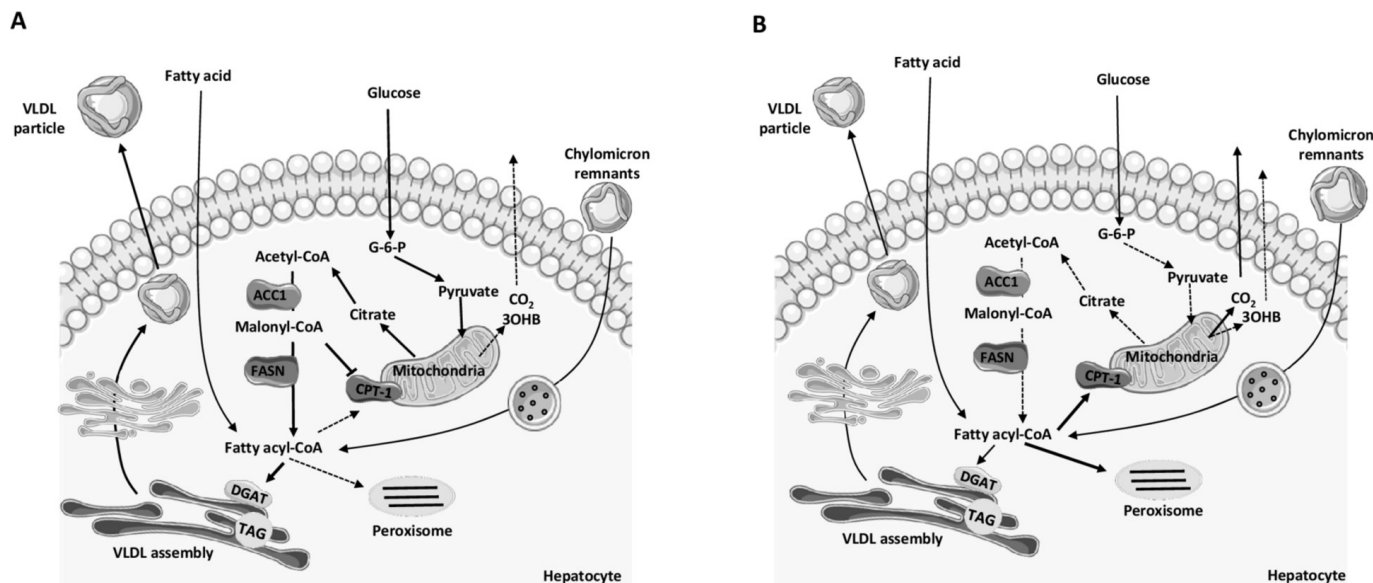 A
Fatty acid
Glucose
VLDL
particle
Chylomicron
remnants
G-6-P
Acetyl-CoA
ACC1
Pyruvate
CO2
3OHB
Citrate
Malonyl-CoA
FASN
Mitochondria
CPT-1
Fatty acyl-CoA
DGAT
TAG
Peroxisome
VLDL assembly
Hepatocyte
B
Fatty acid
Glucose
VLDL
particle
Chylomicron
remnants
G-6-P
Acetyl-CoA
ACC1
Pyruvate
CO2
3OHB
Citrate
Malonyl-CoA
FASN
Mitochondria
CPT-1
Fatty acyl-CoA
DGAT
TAG
Peroxisome
VLDL assembly
Hepatocyte